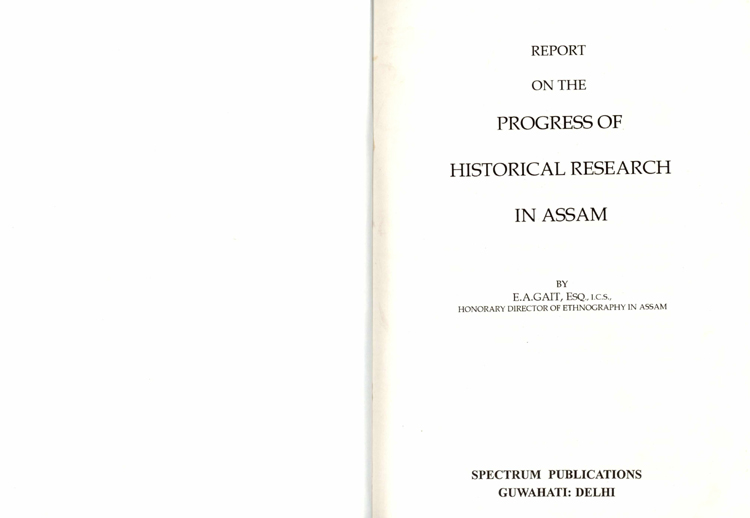 REPORT
ON THE
PROGRESS OF
HISTORICAL RESEARCH
IN ASSAM
BY
E.A.GAIT, ESQ., I.C.S.,
HONORARY DIRECTOR OF ETHNOGRAPHY IN ASSAM
SPECTRUM PUBLICATIONS
GUWAHATI: DELHI